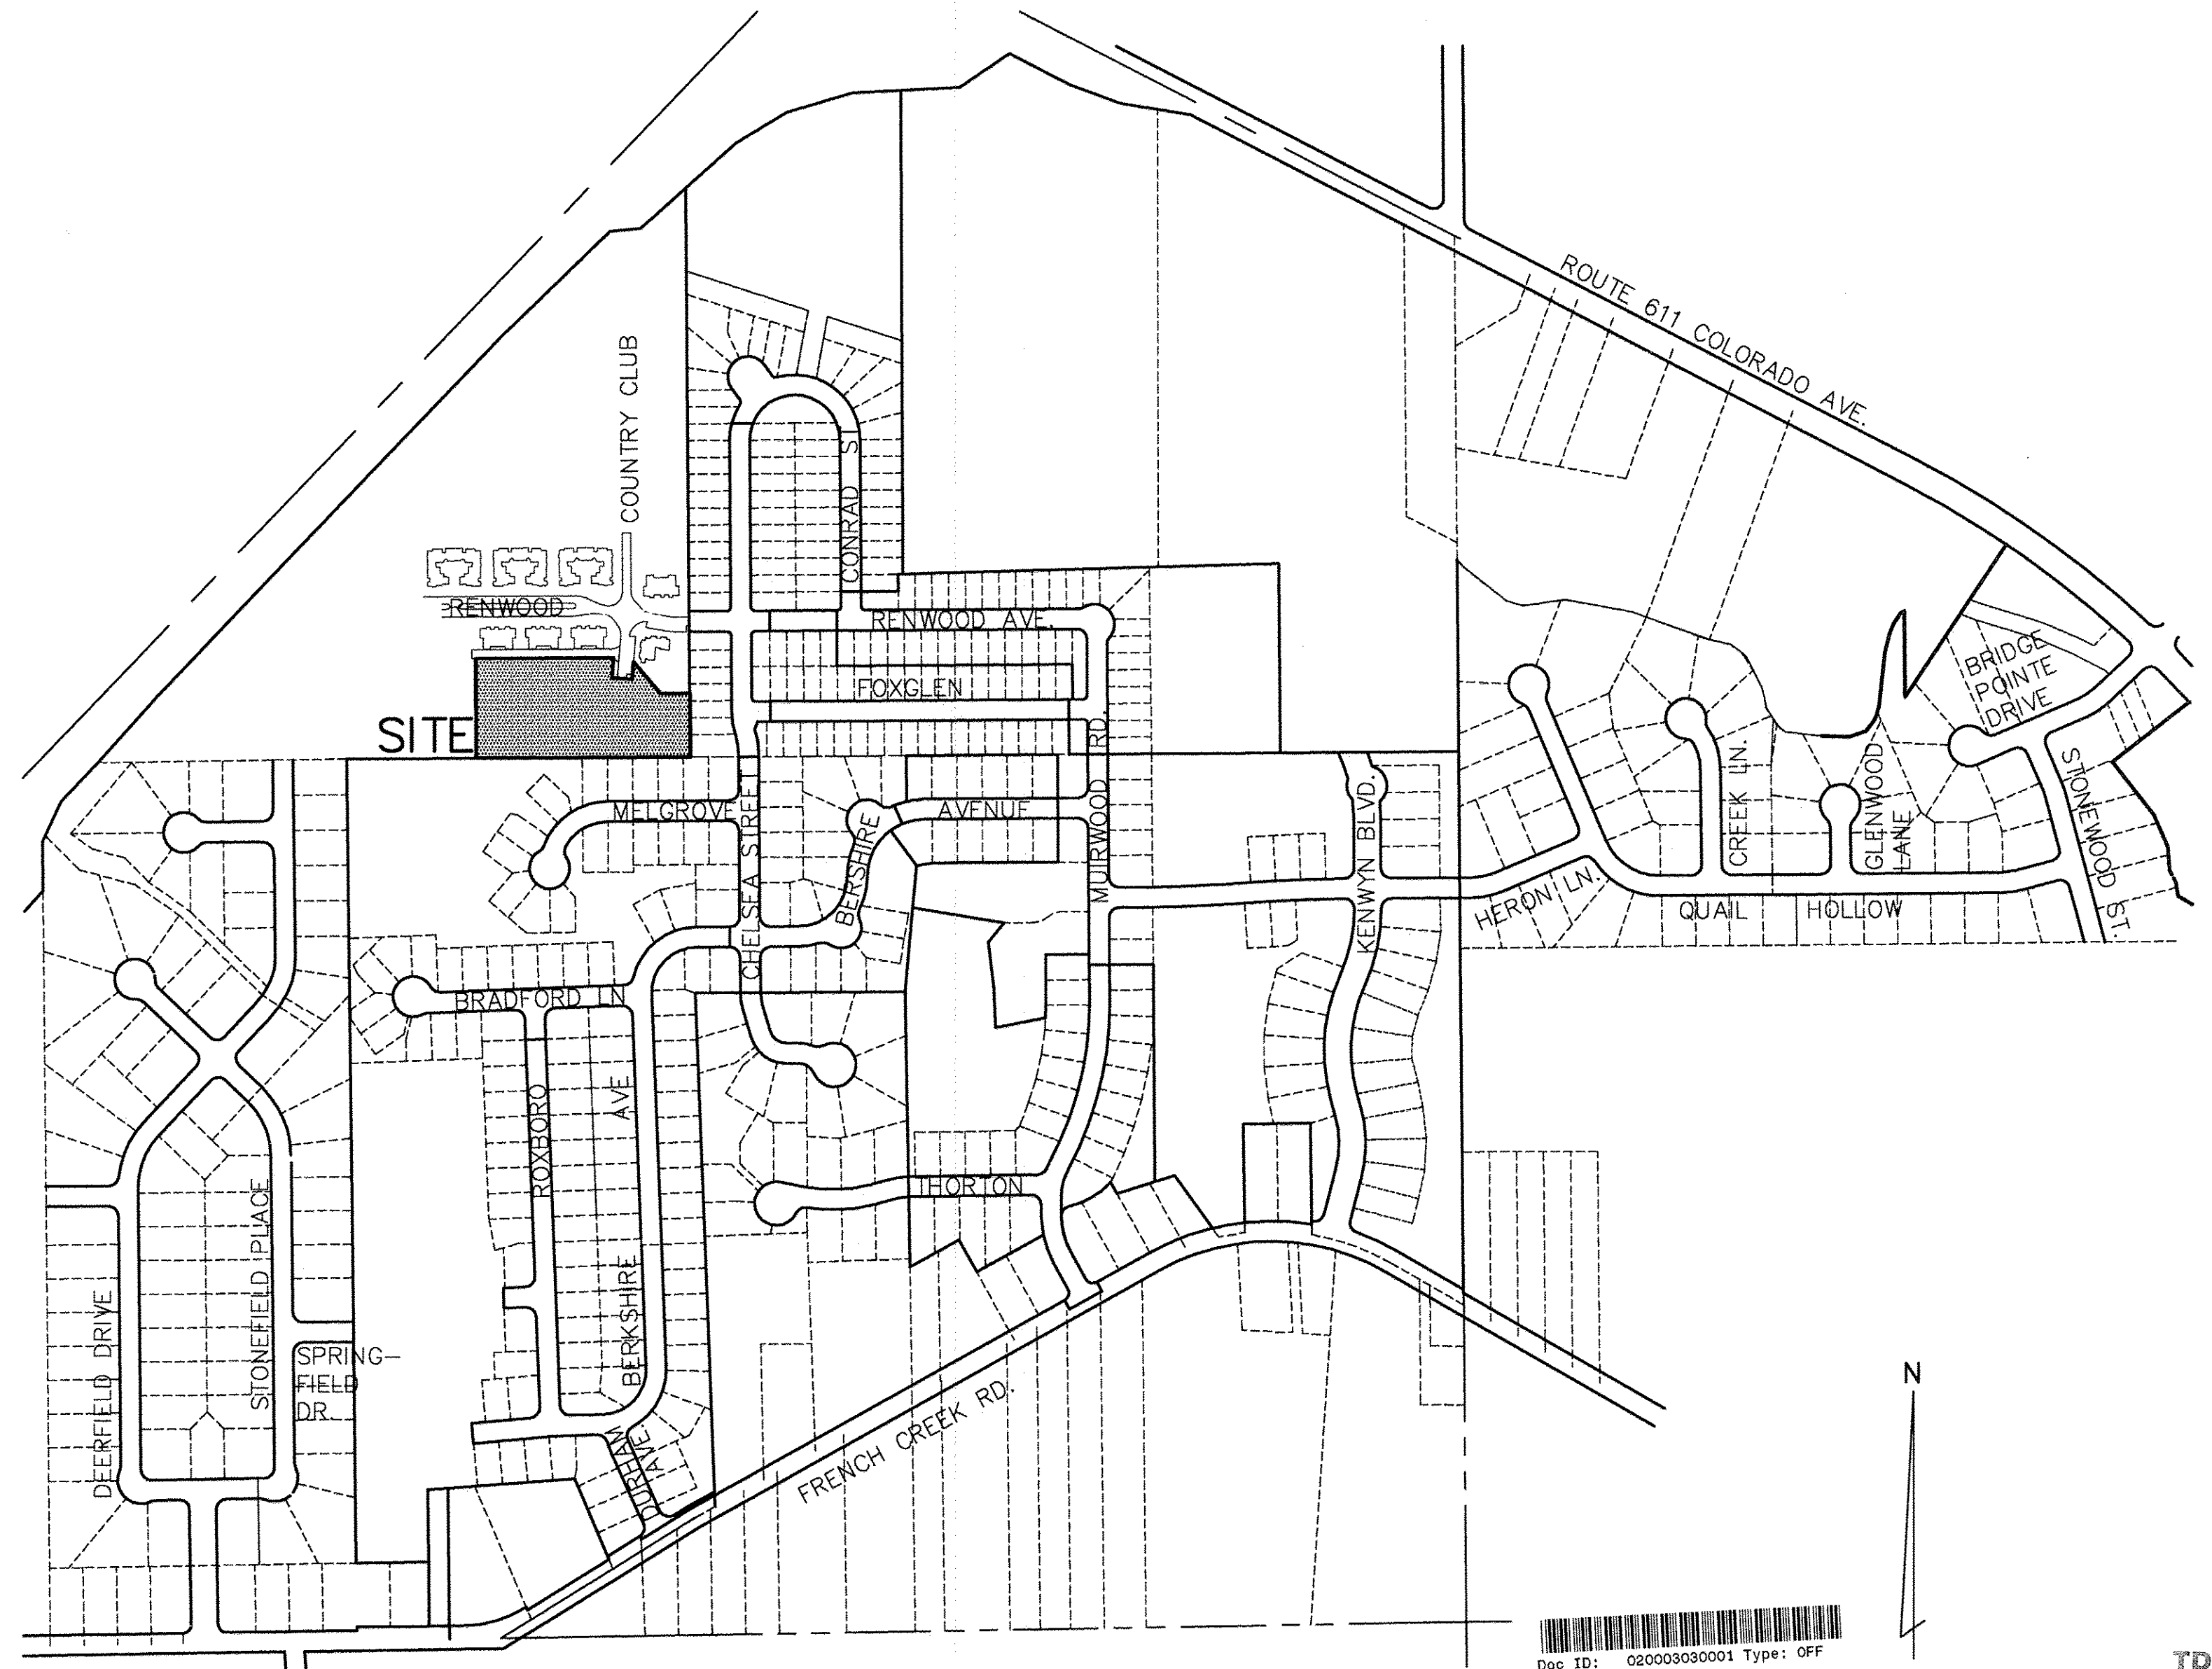 ROUTE 611 COLORADO AVE.
COUNTRY CLUB
CONRAD ST
RENWOOD
RENWOOD AVE.
FOXGLEN
SITE
BRIDGE
POINTE
DRIVE
MELGROVE
AVENUE
CHELSEA STREET
BERSHIRE
MUIRWOOD RD.
KENWYN BLVD.
CREEK LN.
GLENWOOD
LANE
STONEWOOD ST.
HERON LN.
QUAIL HOLLOW
BRADFORD LN
ROXBORO
BERKSHIRE AVE
THORTON
STONEFIELD PLACE
DEERFIELD DRIVE
SPRING-
FIELD
DR.
DURHAM
AVE.
FRENCH CREEK RD.
N
Doc ID: 020003030001 Type: OFF